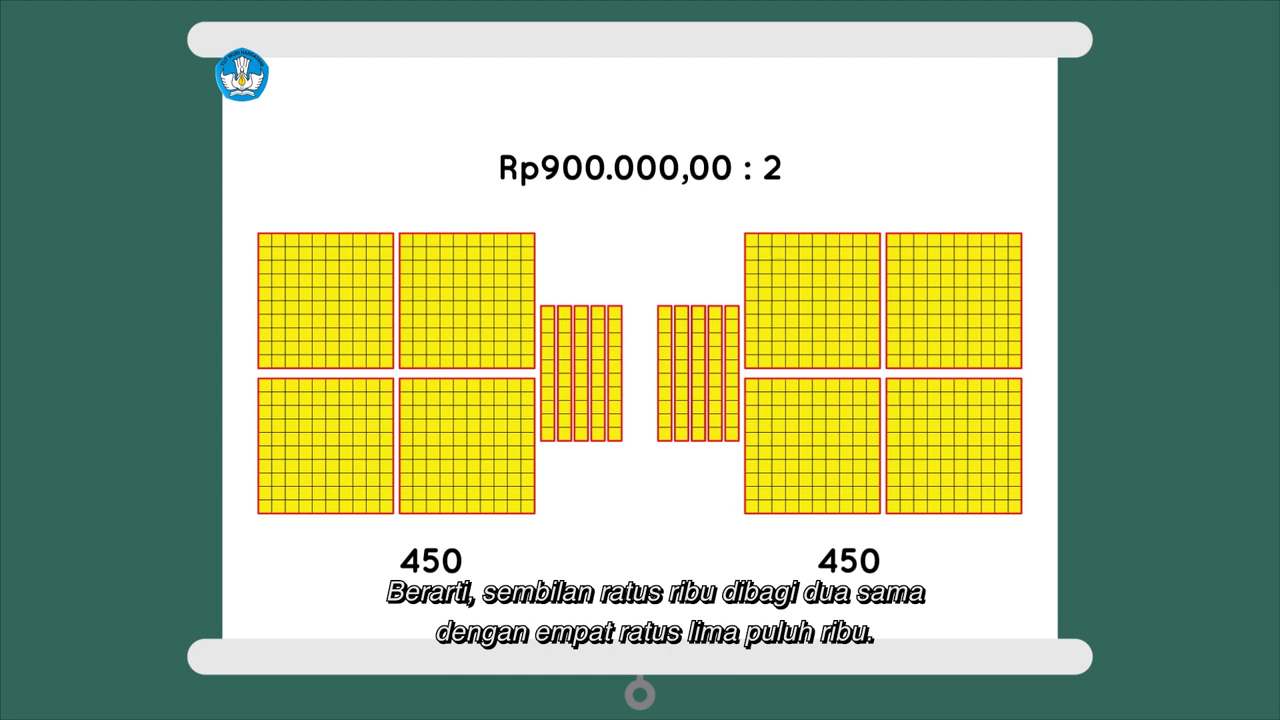 Rp900.000,00 : 2
450 450
Berarti, sembilan ratus ribu dibagi dua sama
dengan empat ratus lima puluh ribu.